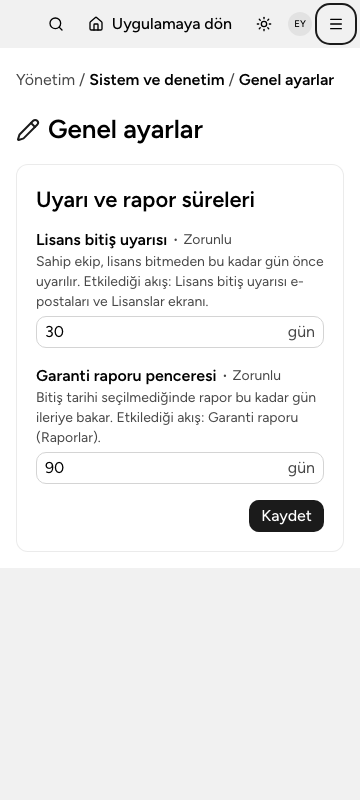 Uygulamaya dön
EY
Yönetim / Sistem ve denetim / Genel ayarlar
Genel ayarlar
Uyarı ve rapor süreleri
Lisans bitiş uyarısı · Zorunlu
Sahip ekip, lisans bitmeden bu kadar gün önce
uyarılır. Etkilediği akış: Lisans bitiş uyarısı e-
postaları ve Lisanslar ekranı.
30 gün
Garanti raporu penceresi · Zorunlu
Bitiş tarihi seçilmediğinde rapor bu kadar gün
ileriye bakar. Etkilediği akış: Garanti raporu
(Raporlar).
90 gün
Kaydet